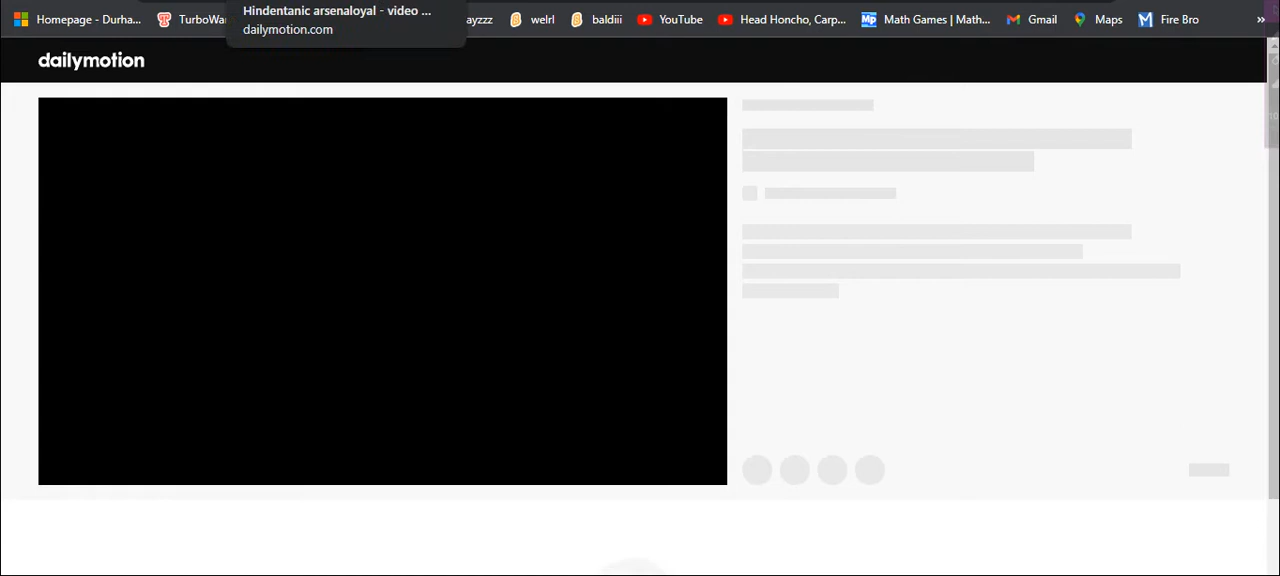 Hindentanic arsenaloyal - video ...
dailymotion.com
Homepage - Durha... TurboWa ayzzz welrl baldiii YouTube Head Honcho, Carp... Mp Math Games | Math... Gmail Maps Fire Bro »
dailymotion